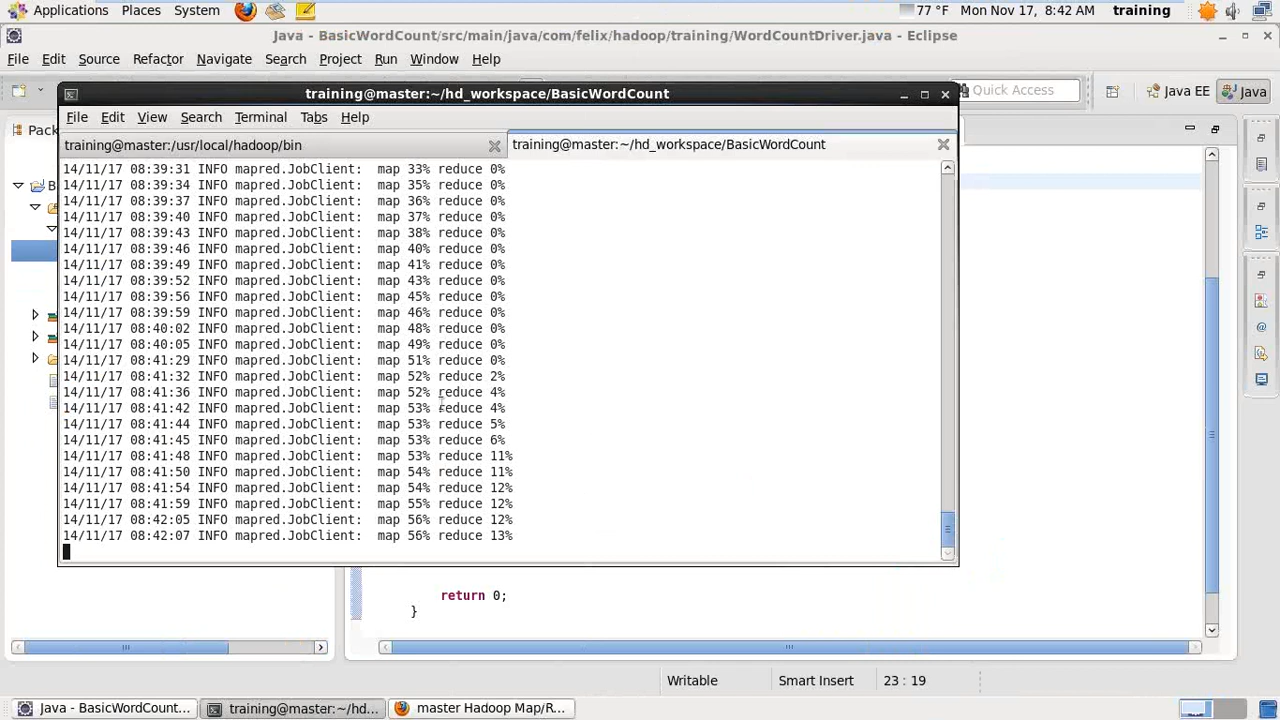 Applications Places System 77 °F Mon Nov 17, 8:42 AM training
Java - BasicWordCount/src/main/java/com/felix/hadoop/training/WordCountDriver.java - Eclipse
File Edit Source Refactor Navigate Search Project Run Window Help
Quick Access Java EE Java
training@master:~/hd_workspace/BasicWordCount
File Edit View Search Terminal Tabs Help
Pack
training@master:/usr/local/hadoop/bin training@master:~/hd_workspace/BasicWordCount
14/11/17 08:39:31 INFO mapred.JobClient: map 33% reduce 0%
14/11/17 08:39:34 INFO mapred.JobClient: map 35% reduce 0%
14/11/17 08:39:37 INFO mapred.JobClient: map 36% reduce 0%
14/11/17 08:39:40 INFO mapred.JobClient: map 37% reduce 0%
14/11/17 08:39:43 INFO mapred.JobClient: map 38% reduce 0%
14/11/17 08:39:46 INFO mapred.JobClient: map 40% reduce 0%
14/11/17 08:39:49 INFO mapred.JobClient: map 41% reduce 0%
14/11/17 08:39:52 INFO mapred.JobClient: map 43% reduce 0%
14/11/17 08:39:56 INFO mapred.JobClient: map 45% reduce 0%
14/11/17 08:39:59 INFO mapred.JobClient: map 46% reduce 0%
14/11/17 08:40:02 INFO mapred.JobClient: map 48% reduce 0%
14/11/17 08:40:05 INFO mapred.JobClient: map 49% reduce 0%
14/11/17 08:41:29 INFO mapred.JobClient: map 51% reduce 0%
14/11/17 08:41:32 INFO mapred.JobClient: map 52% reduce 2%
14/11/17 08:41:36 INFO mapred.JobClient: map 52% reduce 4%
14/11/17 08:41:42 INFO mapred.JobClient: map 53% reduce 4%
14/11/17 08:41:44 INFO mapred.JobClient: map 53% reduce 5%
14/11/17 08:41:45 INFO mapred.JobClient: map 53% reduce 6%
14/11/17 08:41:48 INFO mapred.JobClient: map 53% reduce 11%
14/11/17 08:41:50 INFO mapred.JobClient: map 54% reduce 11%
14/11/17 08:41:54 INFO mapred.JobClient: map 54% reduce 12%
14/11/17 08:41:59 INFO mapred.JobClient: map 55% reduce 12%
14/11/17 08:42:05 INFO mapred.JobClient: map 56% reduce 12%
14/11/17 08:42:07 INFO mapred.JobClient: map 56% reduce 13%
return 0;
}
Writable Smart Insert 23 : 19
Java - BasicWordCount... training@master:~/hd... master Hadoop Map/R...